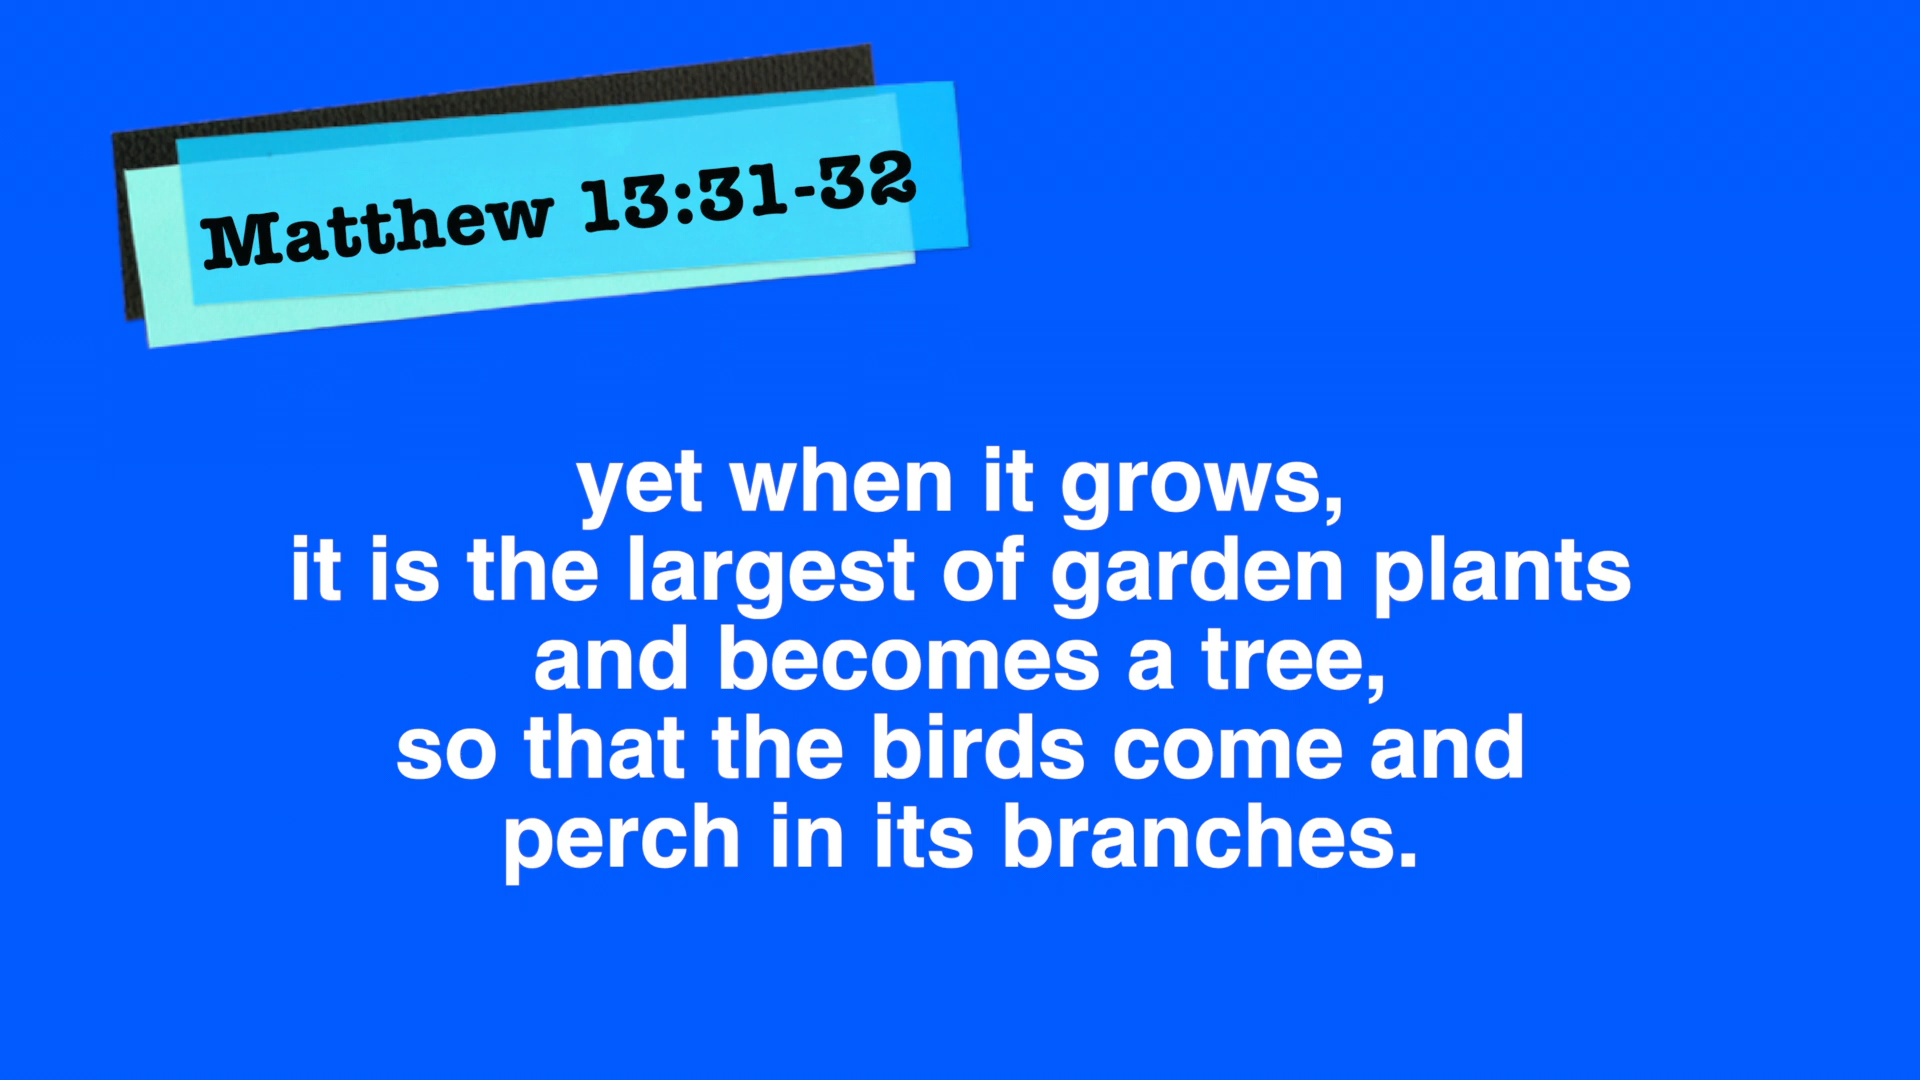 Matthew 13:31-32
yet when it grows,
it is the largest of garden plants
and becomes a tree,
so that the birds come and
perch in its branches.